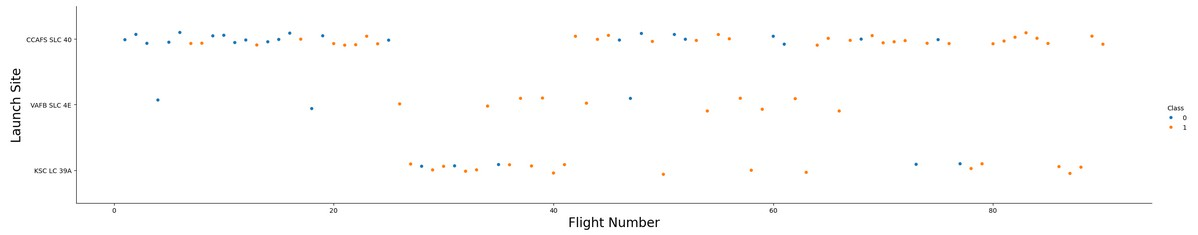 Launch Site
CCAFS SLC 40
VAFB SLC 4E
KSC LC 39A
0 20 40 60 80
Flight Number
Class
0
1